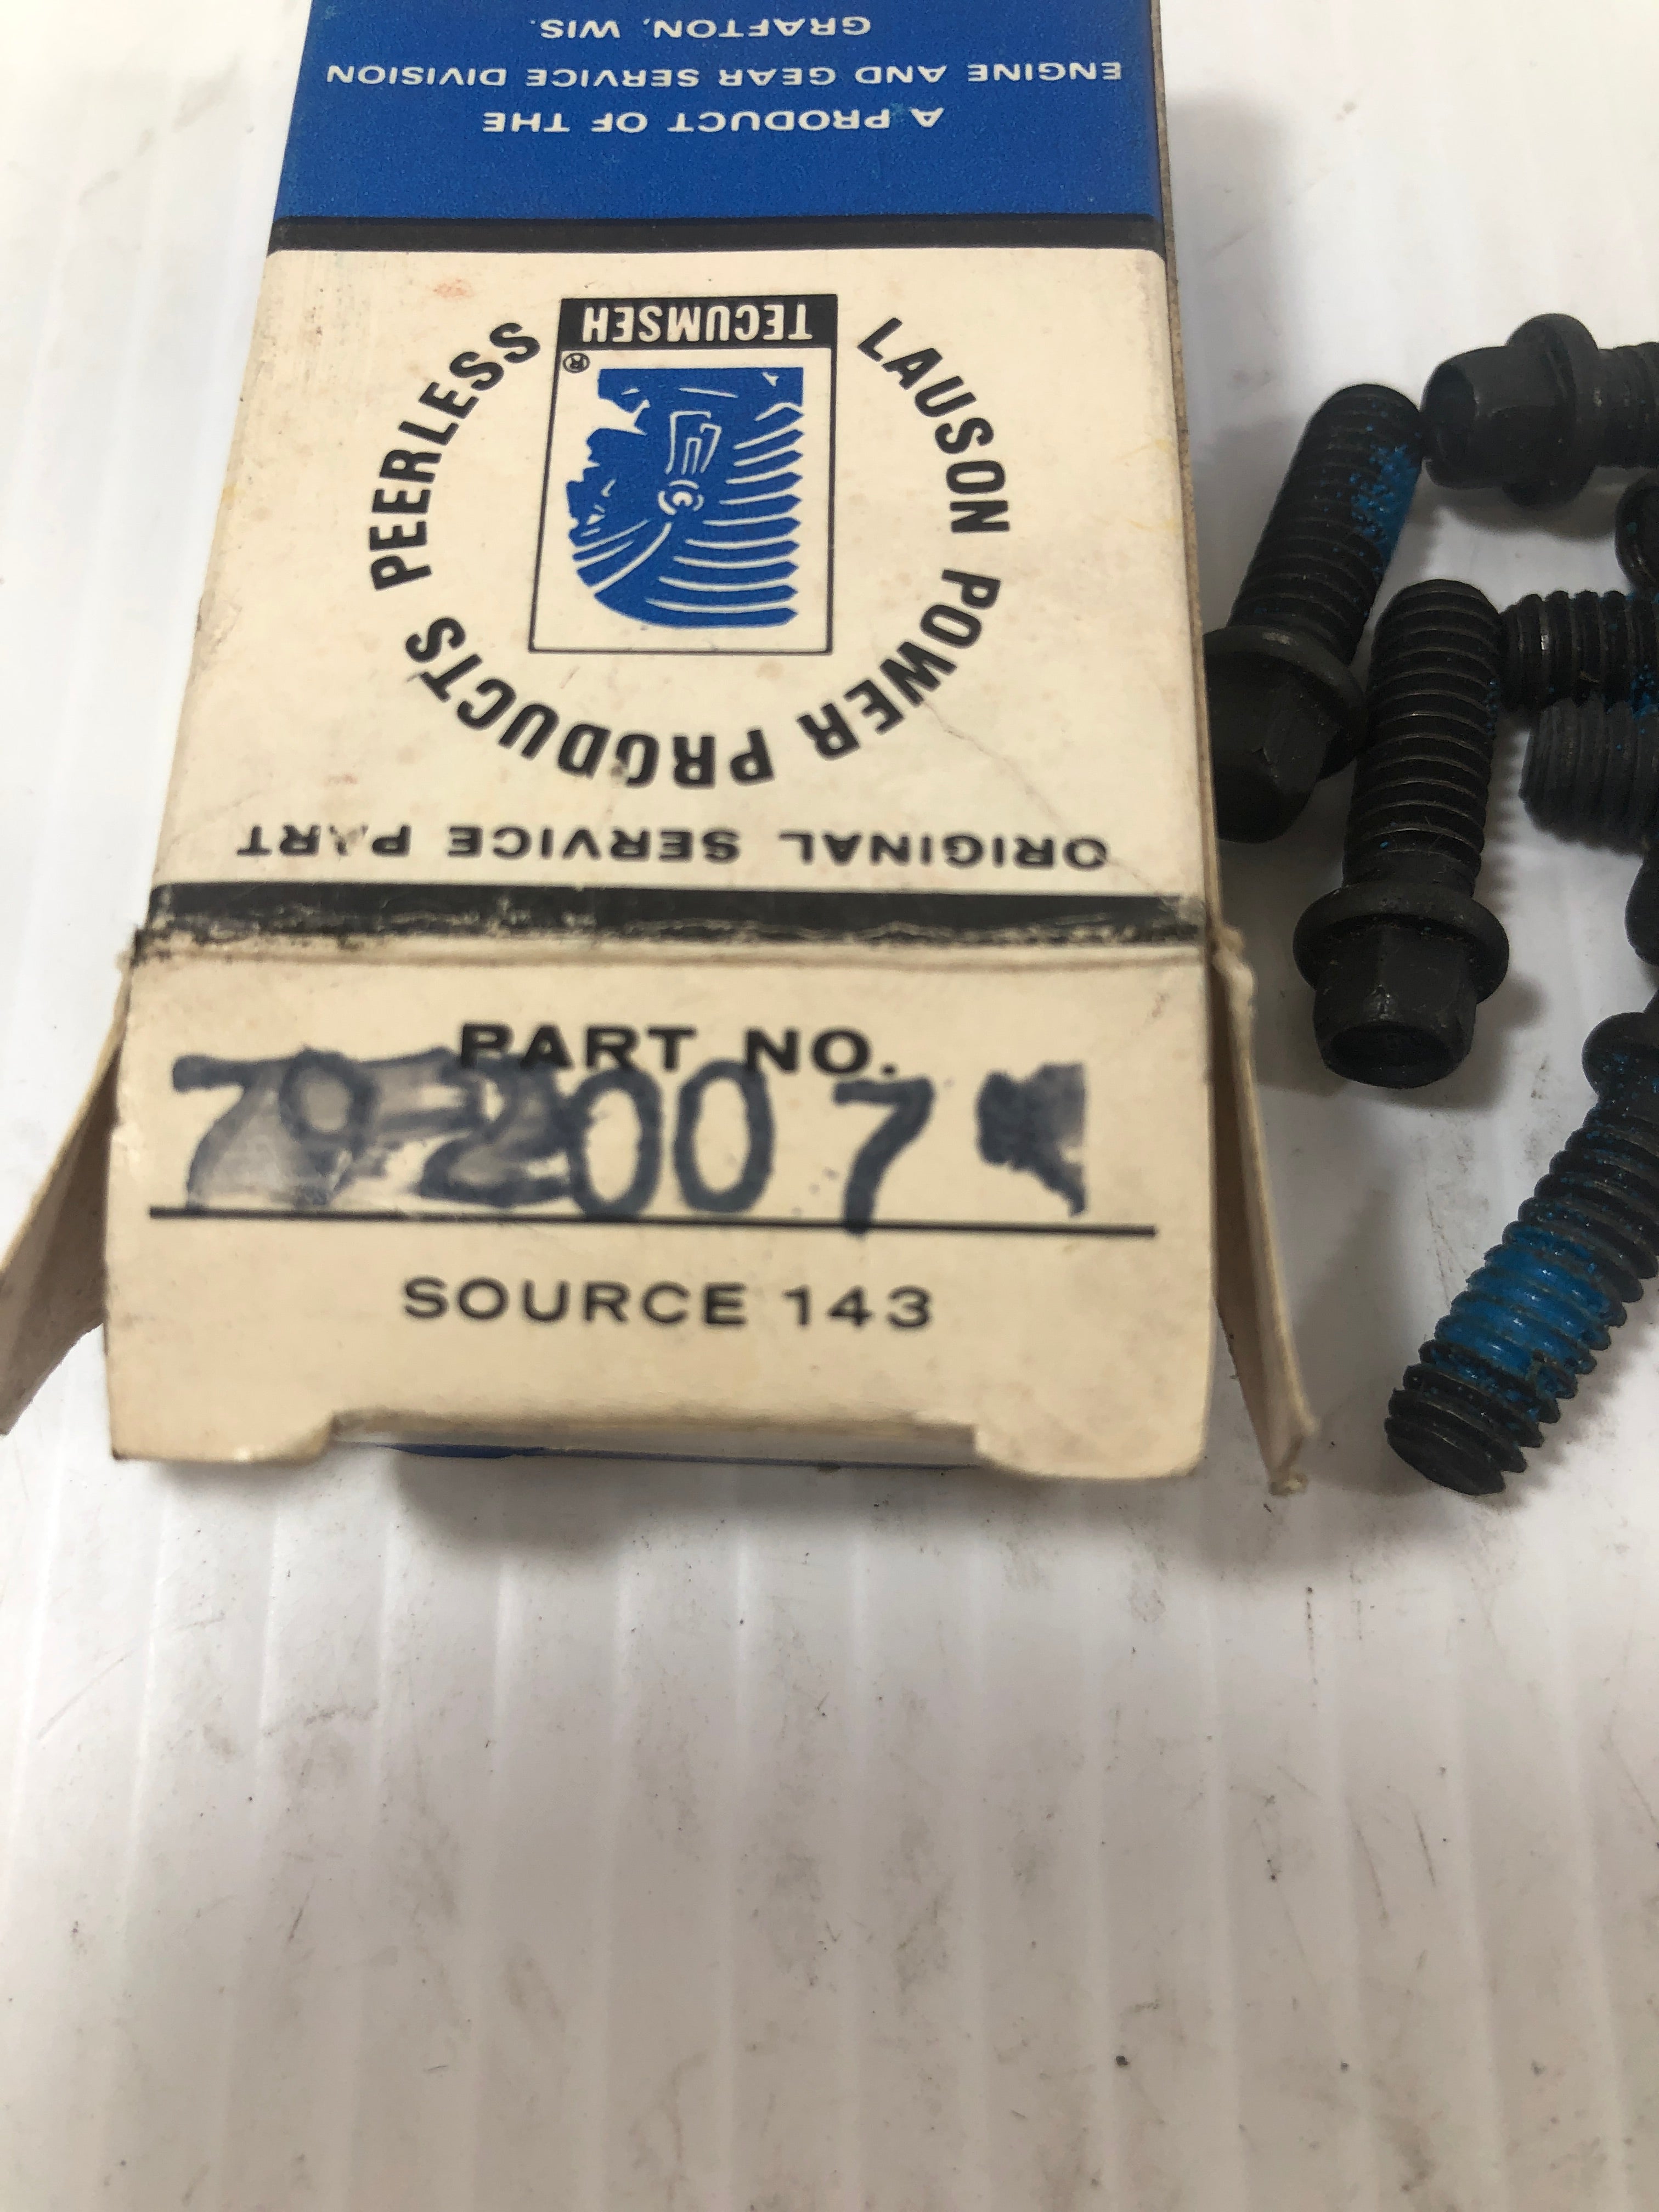 PART NO.
792007
SOURCE 143
ORIGINAL SERVICE PART
LAUSON POWER PRODUCTS PEERLESS
TECUMSEH
®
A PRODUCT OF THE
ENGINE AND GEAR SERVICE DIVISION
GRAFTON, WIS.